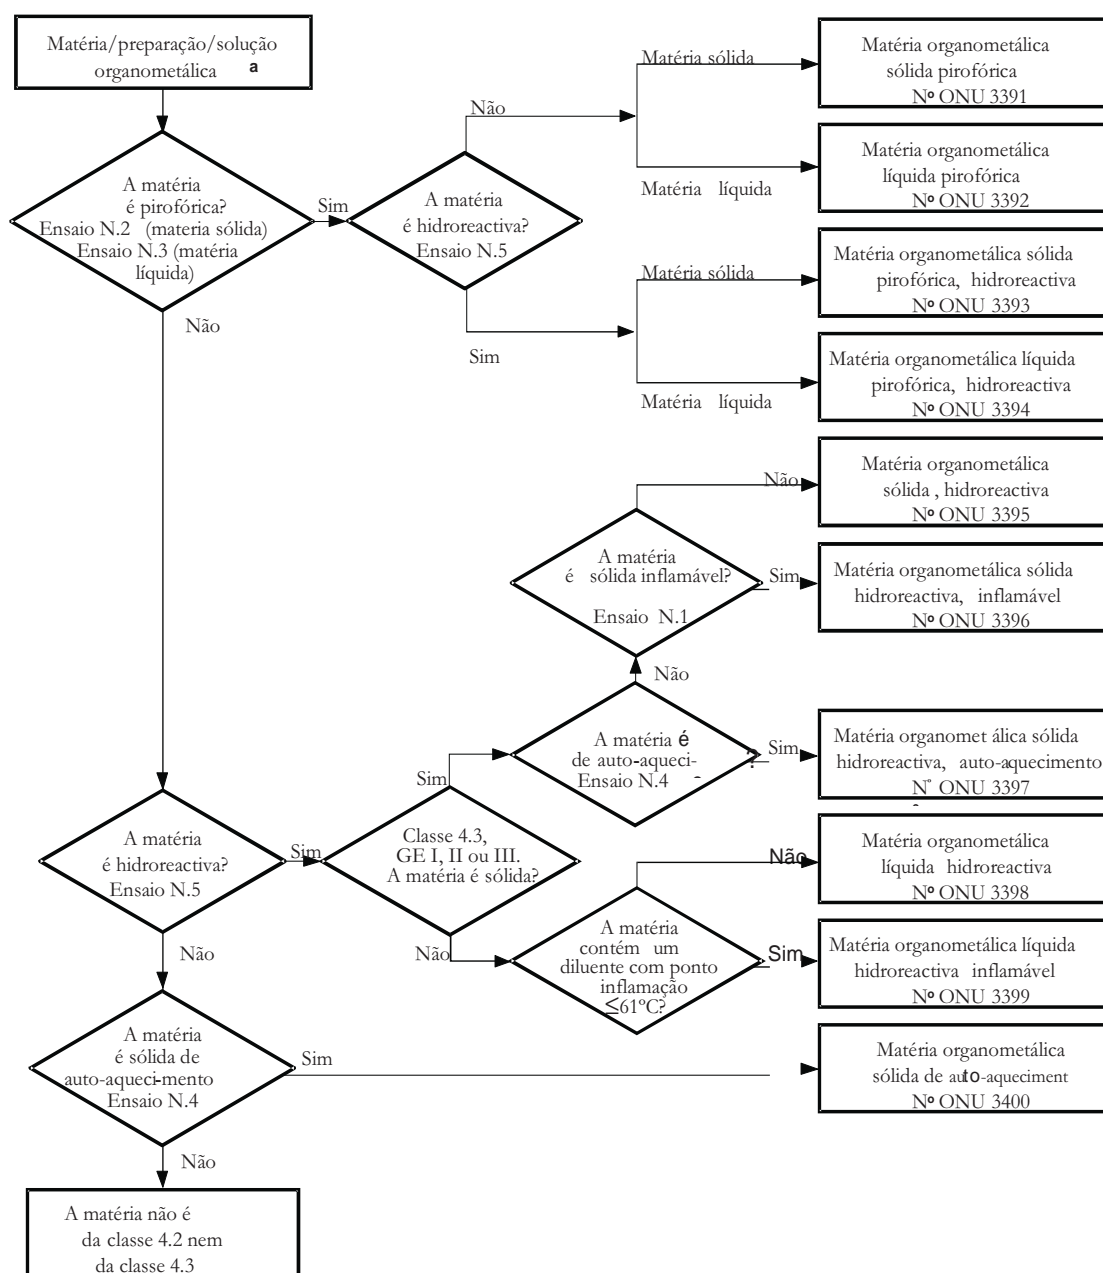 Matéria/preparação/solução
organometálica a
A matéria
é pirofórica?
Ensaio N.2 (materia sólida)
Ensaio N.3 (matéria
líquida)
Sim
Não
A matéria
é hidroreactiva?
Ensaio N.5
Não
Sim
Matéria sólida
Matéria líquida
Matéria sólida
Matéria líquida
Matéria organometálica
sólida pirofórica
Nº ONU 3391
Matéria organometálica
líquida pirofórica
Nº ONU 3392
Matéria organometálica sólida
pirofórica, hidroreactiva
Nº ONU 3393
Matéria organometálica líquida
pirofórica, hidroreactiva
Nº ONU 3394
Não
Matéria organometálica
sólida , hidroreactiva
Nº ONU 3395
A matéria
é sólida inflamável?
Ensaio N.1
Sim
Matéria organometálica sólida
hidroreactiva, inflamável
Nº ONU 3396
Não
A matéria é
de auto-aqueci-
Ensaio N.4
?
Sim
Matéria organomet álica sólida
hidroreactiva, auto-aquecimento
N° ONU 3397
A matéria
é hidroreactiva?
Ensaio N.5
Sim
Não
Classe 4.3,
GE I, II ou III.
A matéria é sólida?
Sim
Não
Não
Matéria organometálica
líquida hidroreactiva
Nº ONU 3398
A matéria
contém um
diluente com ponto
inflamação
≤61ºC?
Sim
Matéria organometálica líquida
hidroreactiva inflamável
Nº ONU 3399
A matéria
é sólida de
auto-aqueci-mento
Ensaio N.4
Sim
Matéria organometálica
sólida de auto-aqueciment
Nº ONU 3400
Não
A matéria não é
da classe 4.2 nem
da classe 4.3